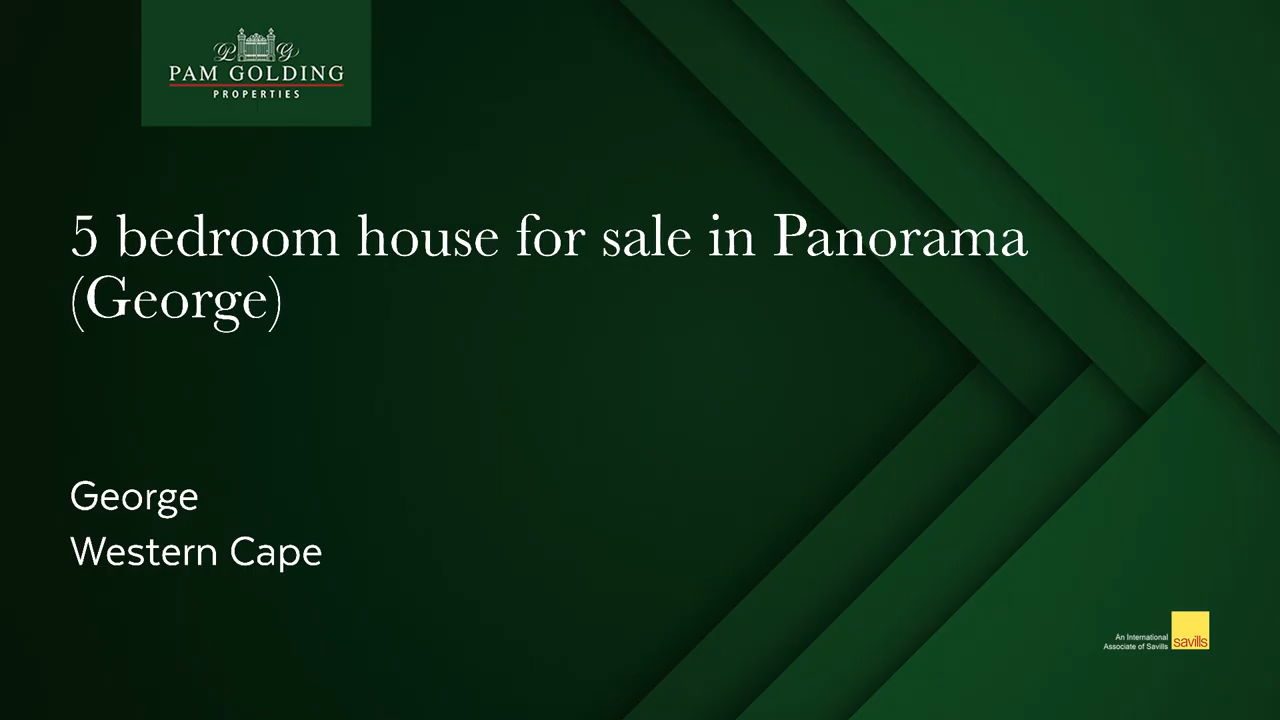 P G
PAM GOLDING
PROPERTIES
5 bedroom house for sale in Panorama
(George)
George
Western Cape
An International
Associate of Savills
savills